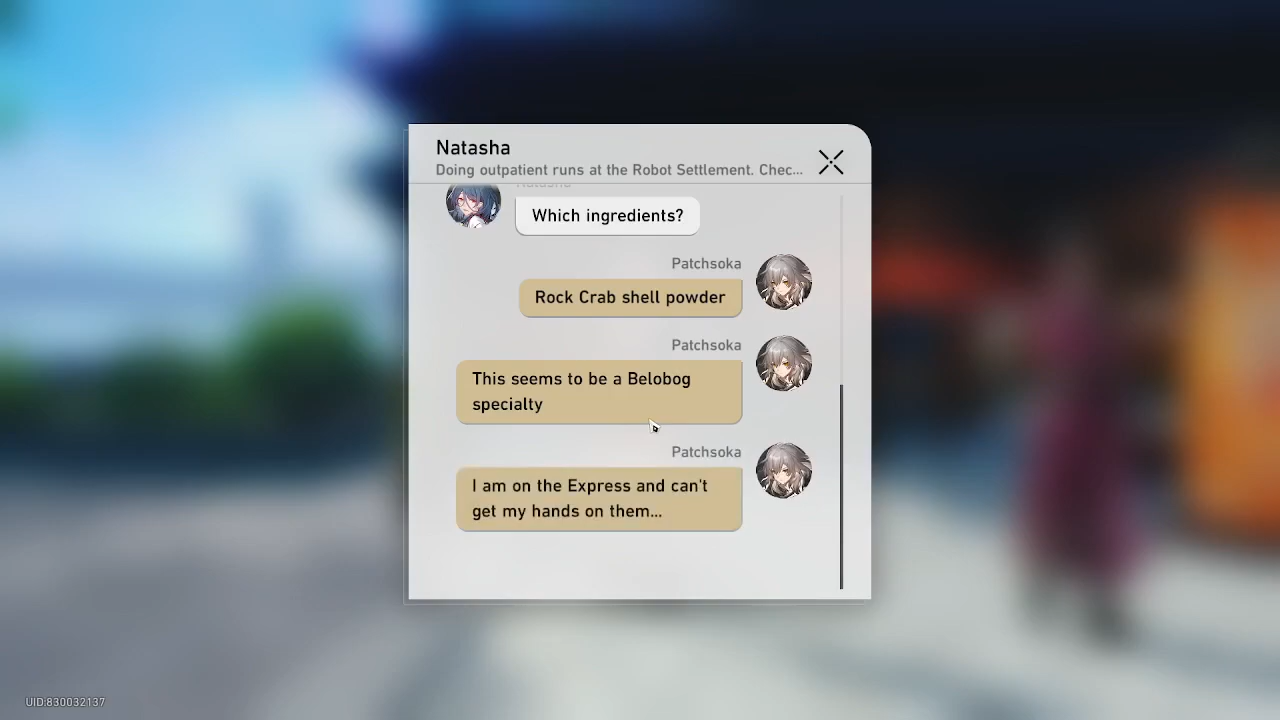 Natasha
Doing outpatient runs at the Robot Settlement. Chec...
Natasha
Which ingredients?
Patchsoka
Rock Crab shell powder
Patchsoka
This seems to be a Belobog
specialty
Patchsoka
I am on the Express and can't
get my hands on them...
UID:830032137